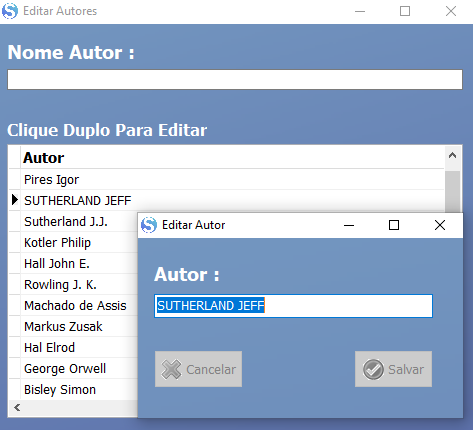 Editar Autores
Nome Autor :
Clique Duplo Para Editar
Autor
Pires Igor
SUTHERLAND JEFF
Sutherland J.J.
Kotler Philip
Hall John E.
Rowling J. K.
Machado de Assis
Markus Zusak
Hal Elrod
George Orwell
Bisley Simon
Editar Autor
Autor :
SUTHERLAND JEFF
Cancelar
Salvar